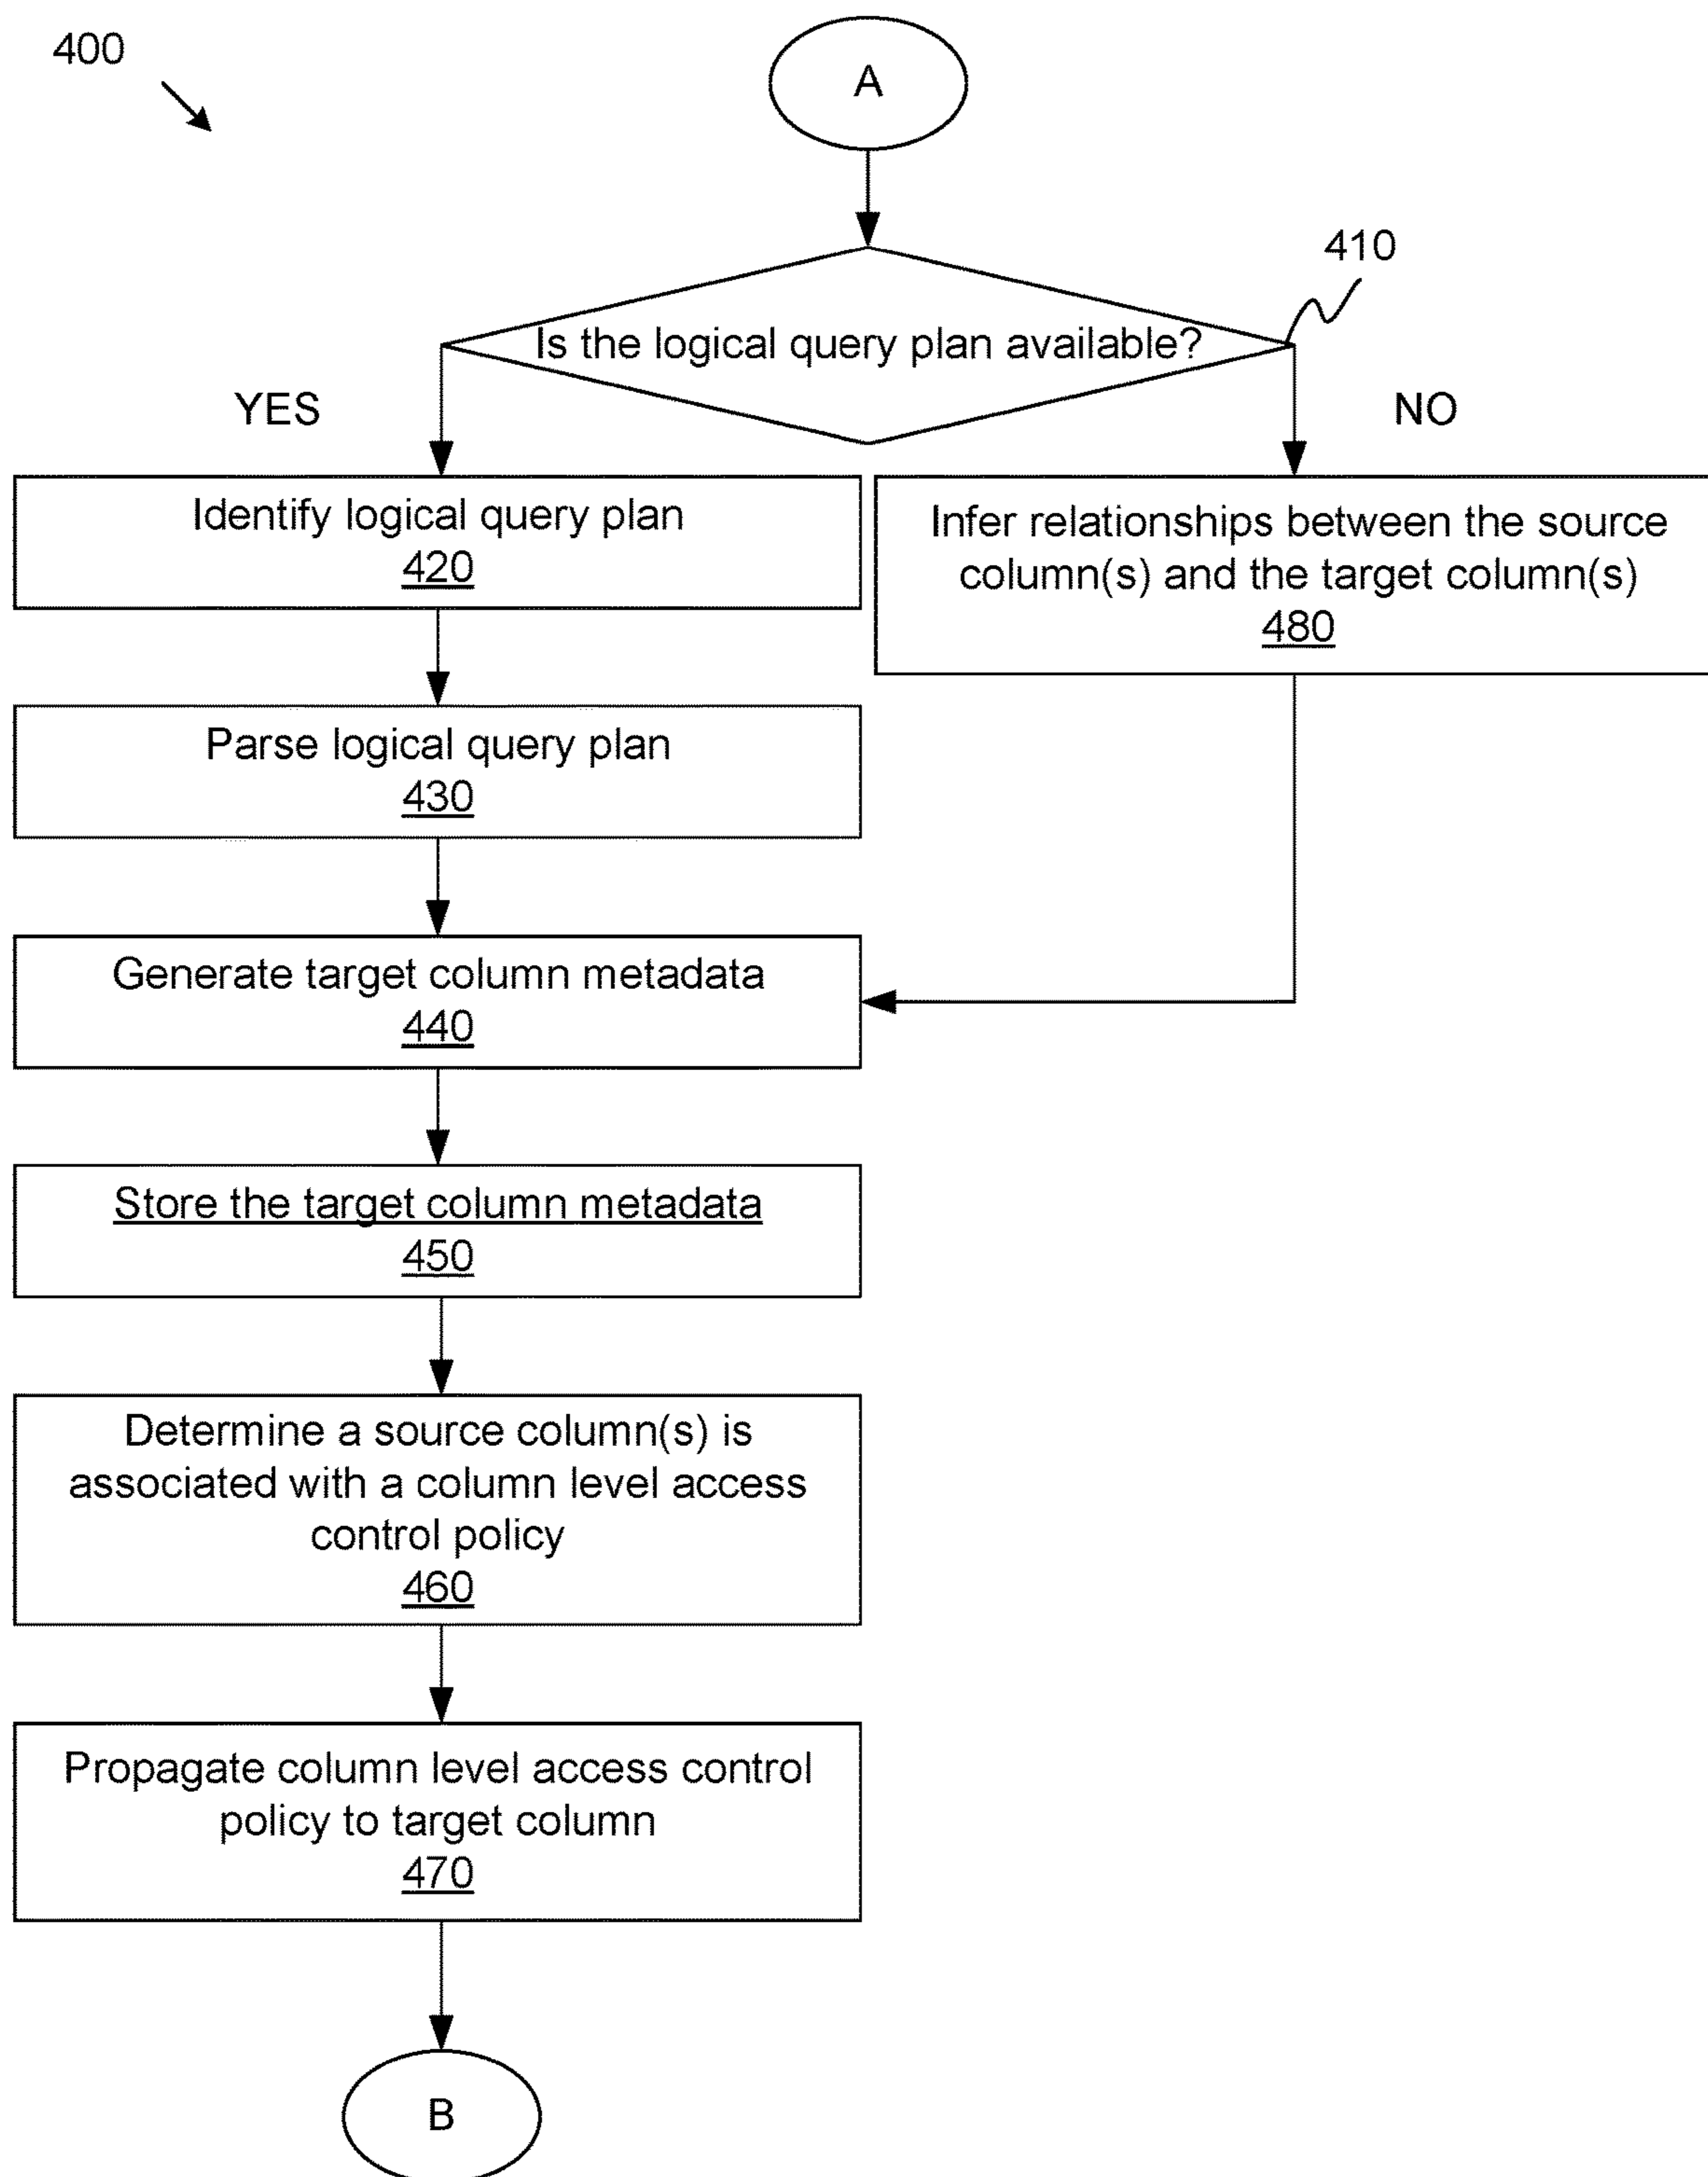 400
A
410
Is the logical query plan available?
YES
NO
Identify logical query plan
420
Infer relationships between the source
column(s) and the target column(s)
480
Parse logical query plan
430
Generate target column metadata
440
Store the target column metadata
450
Determine a source column(s) is
associated with a column level access
control policy
460
Propagate column level access control
policy to target column
470
B